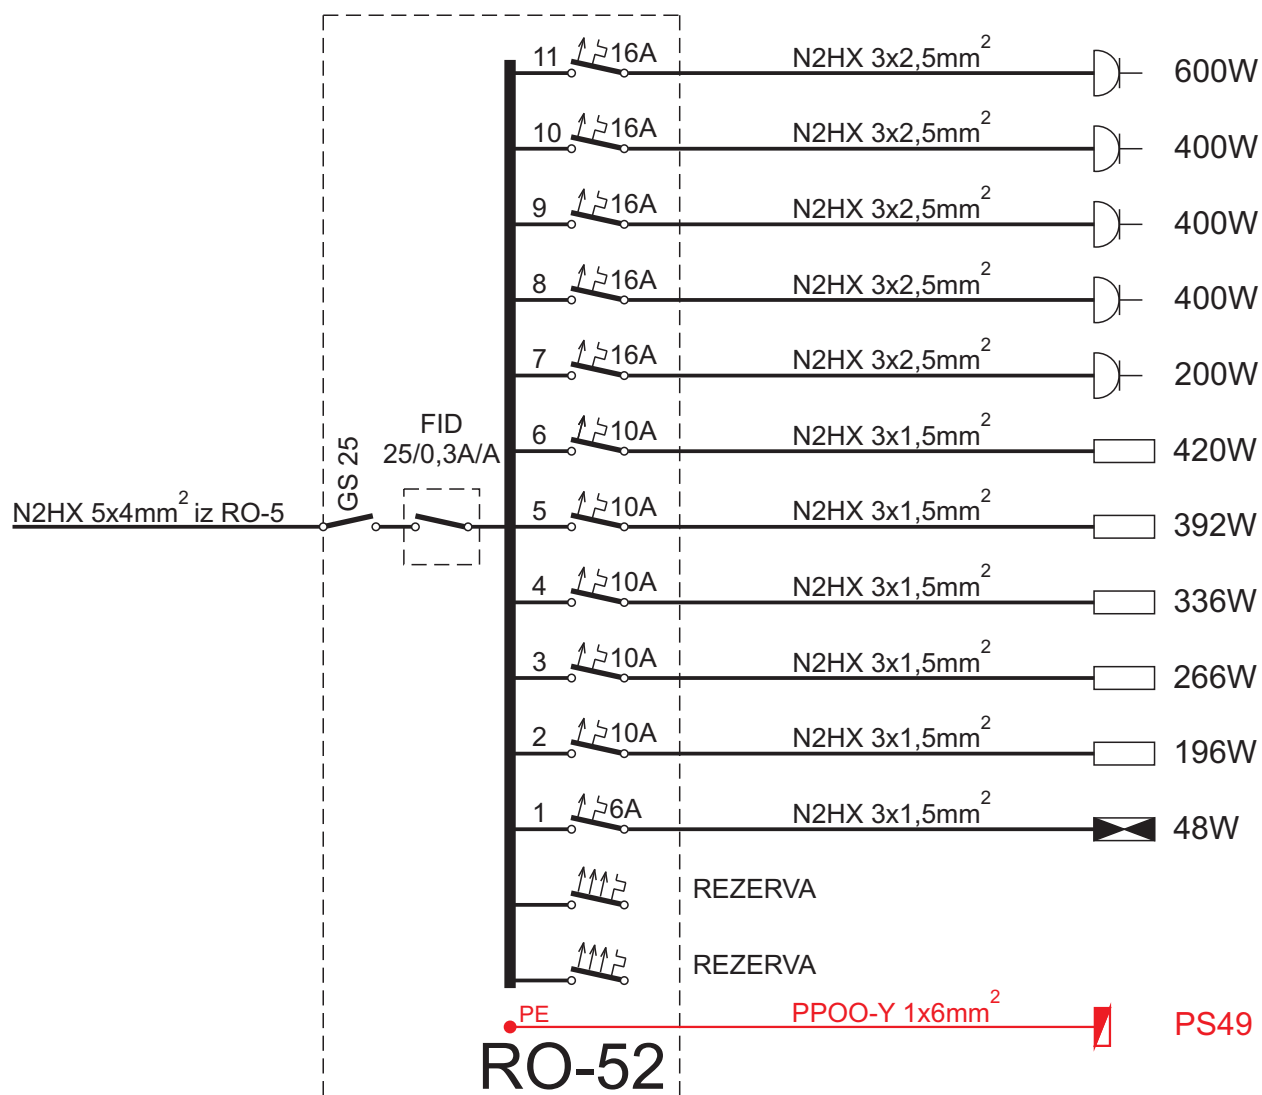 11 16A N2HX 3x2,5mm² 600W
10 16A N2HX 3x2,5mm² 400W
9 16A N2HX 3x2,5mm² 400W
8 16A N2HX 3x2,5mm² 400W
7 16A N2HX 3x2,5mm² 200W
6 10A N2HX 3x1,5mm² 420W
FID
25/0,3A/A
GS 25
N2HX 5x4mm² iz RO-5
5 10A N2HX 3x1,5mm² 392W
4 10A N2HX 3x1,5mm² 336W
3 10A N2HX 3x1,5mm² 266W
2 10A N2HX 3x1,5mm² 196W
1 6A N2HX 3x1,5mm² 48W
REZERVA
REZERVA
PE PPOO-Y 1x6mm² PS49
RO-52